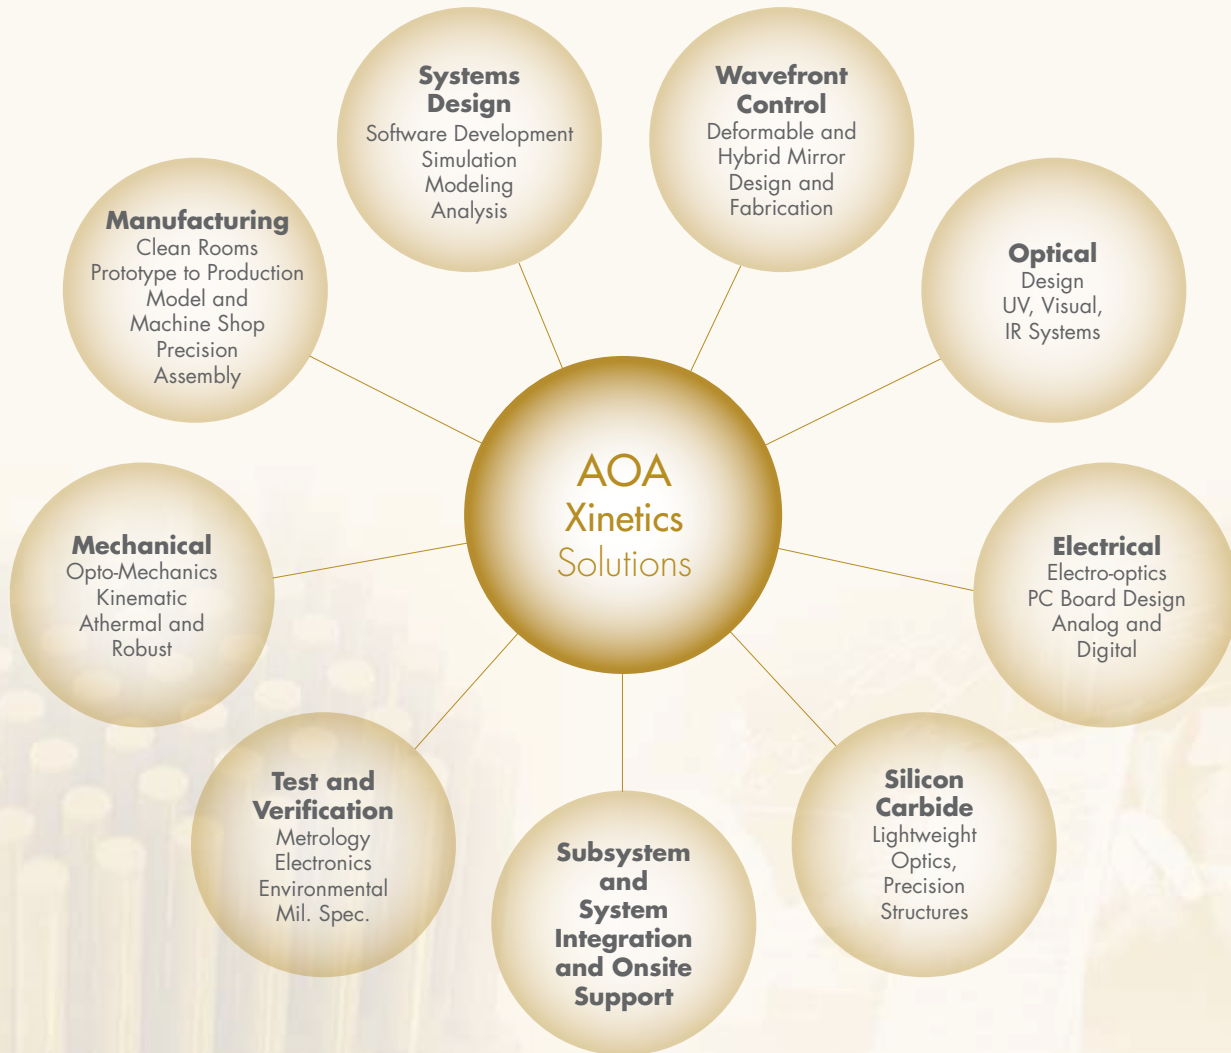 Systems
Design
Software Development
Simulation
Modeling
Analysis
Wavefront
Control
Deformable and
Hybrid Mirror
Design and
Fabrication
Manufacturing
Clean Rooms
Prototype to Production
Model and
Machine Shop
Precision
Assembly
Optical
Design
UV, Visual,
IR Systems
AOA
Xinetics
Solutions
Mechanical
Opto-Mechanics
Kinematic
Athermal and
Robust
Electrical
Electro-optics
PC Board Design
Analog and
Digital
Test and
Verification
Metrology
Electronics
Environmental
Mil. Spec.
Subsystem
and
System
Integration
and Onsite
Support
Silicon
Carbide
Lightweight
Optics,
Precision
Structures